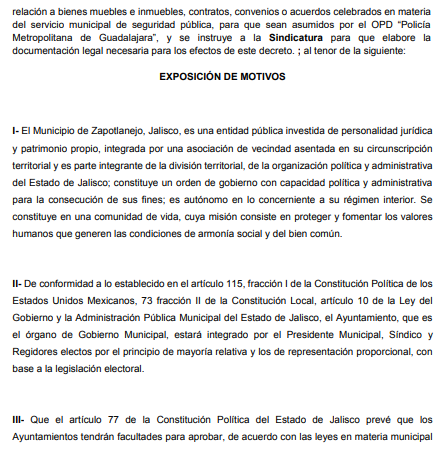 relación a bienes muebles e inmuebles, contratos, convenios o acuerdos celebrados en materia
del servicio municipal de seguridad pública, para que sean asumidos por el OPD “Policía
Metropolitana de Guadalajara”, y se instruye a la Sindicatura para que elabore la
documentación legal necesaria para los efectos de este decreto. ; al tenor de la siguiente:
EXPOSICIÓN DE MOTIVOS
I- El Municipio de Zapotlanejo, Jalisco, es una entidad pública investida de personalidad jurídica
y patrimonio propio, integrada por una asociación de vecindad asentada en su circunscripción
territorial y es parte integrante de la división territorial, de la organización política y administrativa
del Estado de Jalisco; constituye un orden de gobierno con capacidad política y administrativa
para la consecución de sus fines; es autónomo en lo concerniente a su régimen interior. Se
constituye en una comunidad de vida, cuya misión consiste en proteger y fomentar los valores
humanos que generen las condiciones de armonía social y del bien común.
II- De conformidad a lo establecido en el artículo 115, fracción I de la Constitución Política de los
Estados Unidos Mexicanos, 73 fracción II de la Constitución Local, artículo 10 de la Ley del
Gobierno y la Administración Pública Municipal del Estado de Jalisco, el Ayuntamiento, que es
el órgano de Gobierno Municipal, estará integrado por el Presidente Municipal, Síndico y
Regidores electos por el principio de mayoría relativa y los de representación proporcional, con
base a la legislación electoral.
III- Que el artículo 77 de la Constitución Política del Estado de Jalisco prevé que los
Ayuntamientos tendrán facultades para aprobar, de acuerdo con las leyes en materia municipal